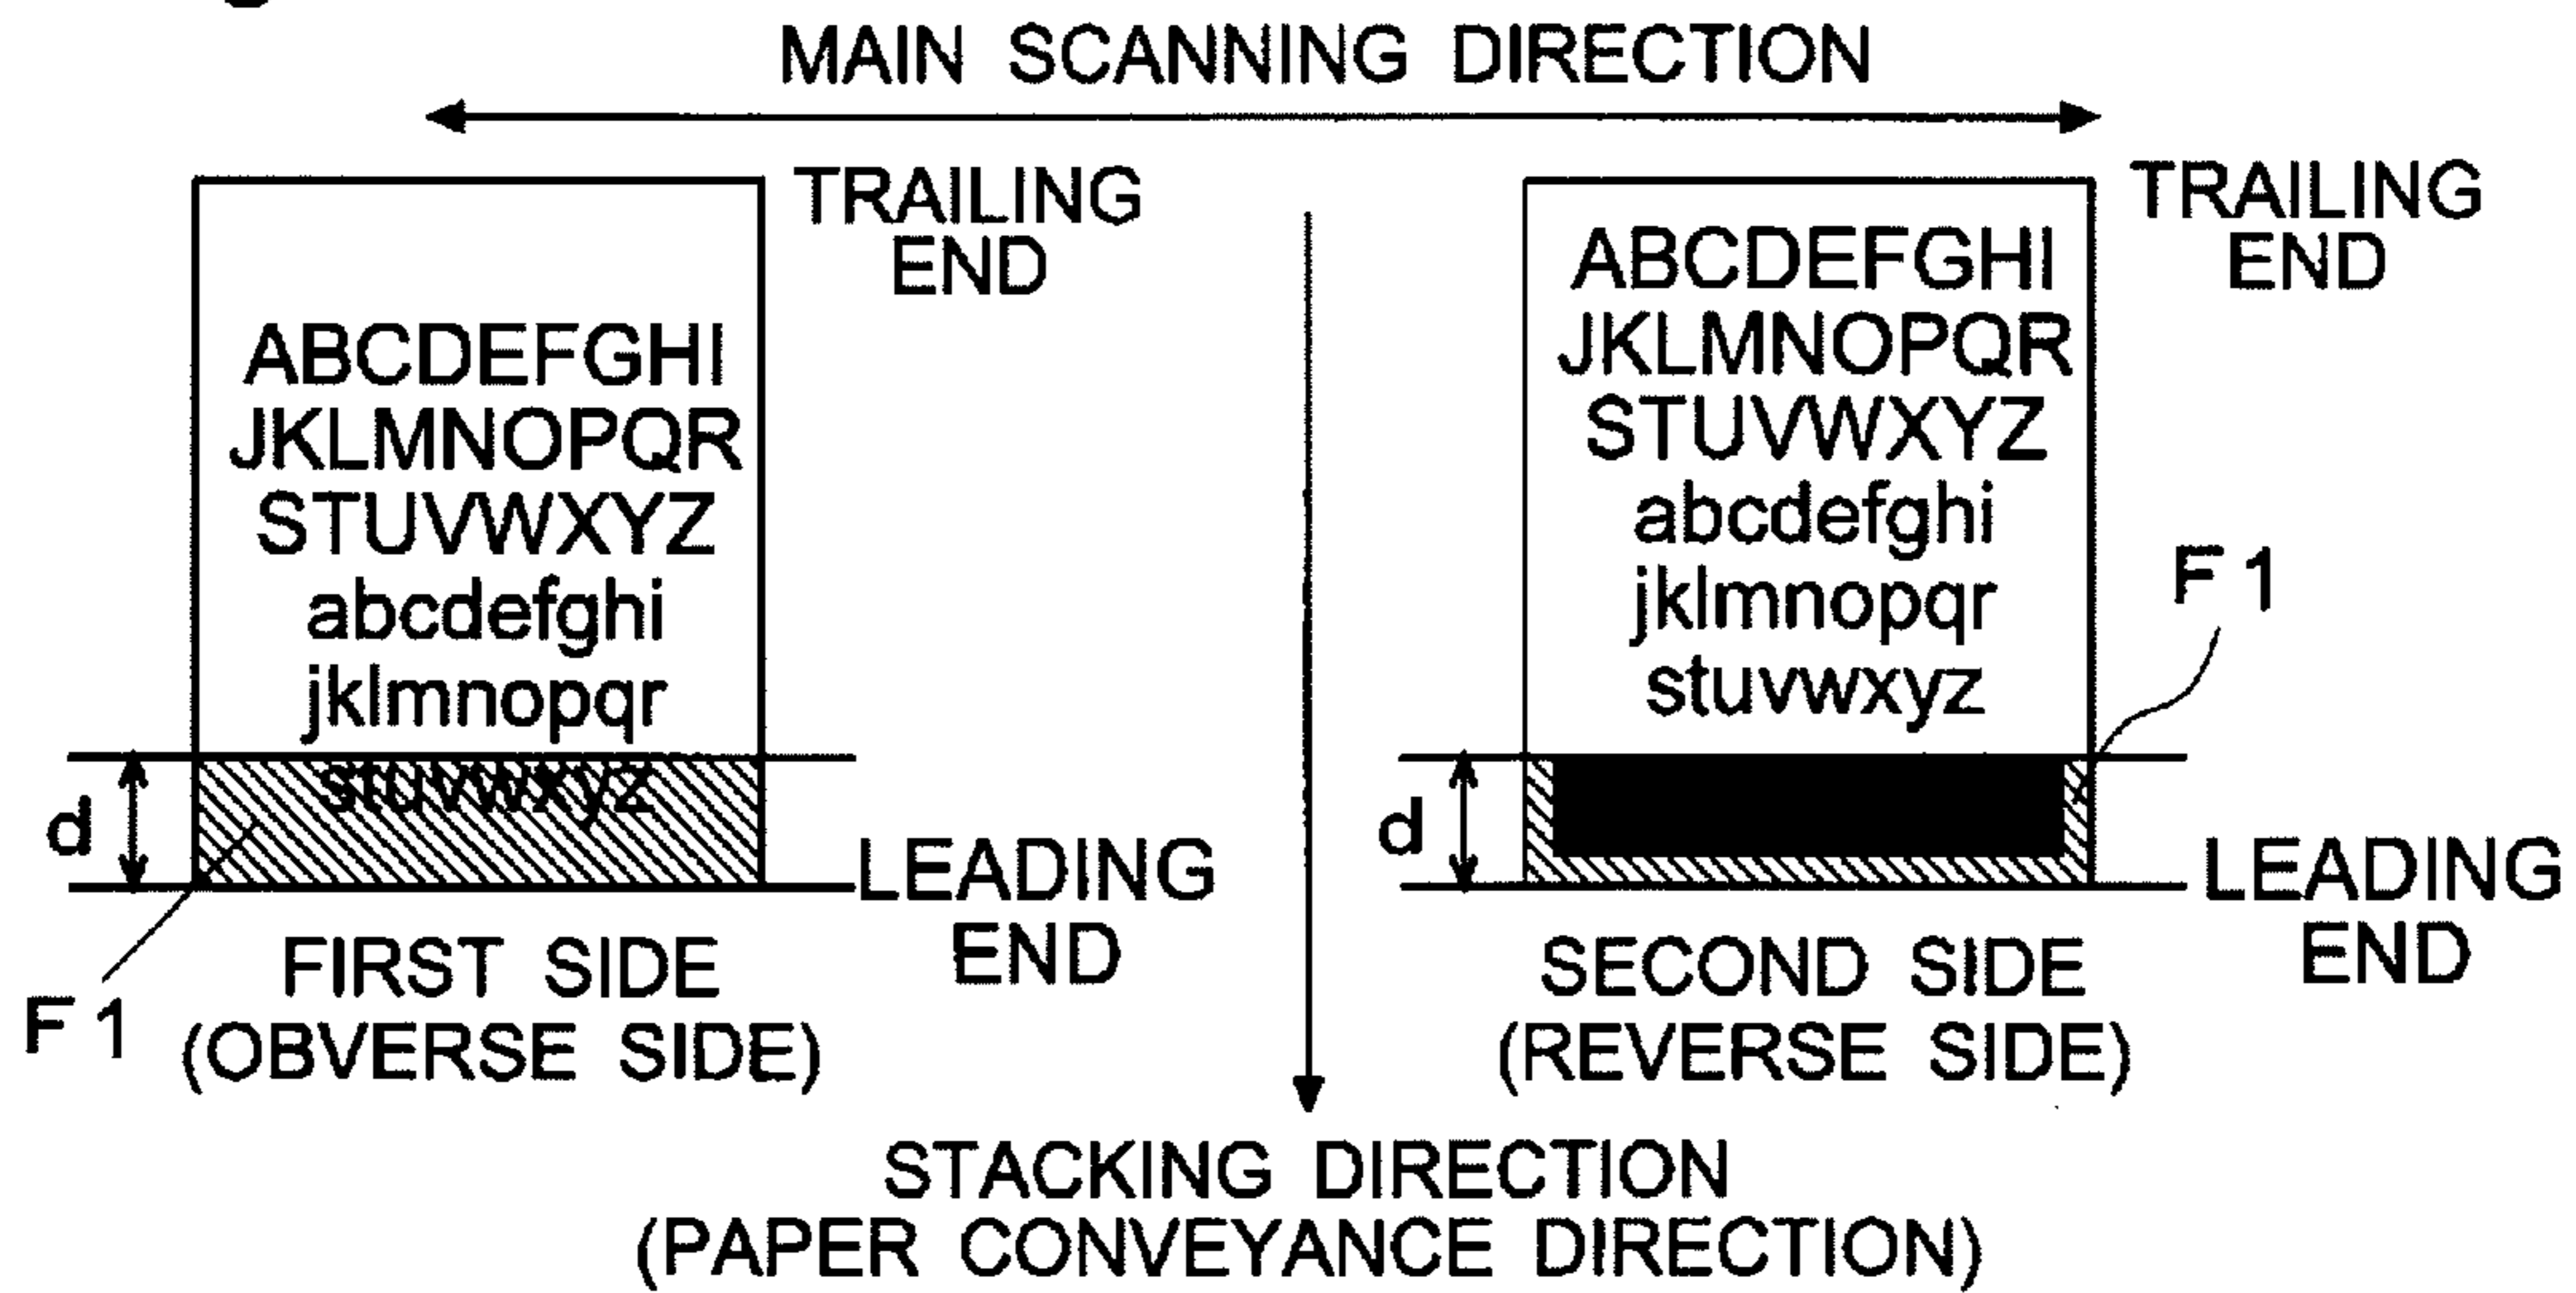 MAIN SCANNING DIRECTION
TRAILING
END
ABCDEFGHI
JKLMNOPQR
STUVWXYZ
abcdefghi
jklmnopqr
stuvwxyz
d
LEADING
END
F1
FIRST SIDE
(OBVERSE SIDE)
TRAILING
END
ABCDEFGHI
JKLMNOPQR
STUVWXYZ
abcdefghi
jklmnopqr
stuvwxyz
F1
d
LEADING
END
SECOND SIDE
(REVERSE SIDE)
STACKING DIRECTION
(PAPER CONVEYANCE DIRECTION)